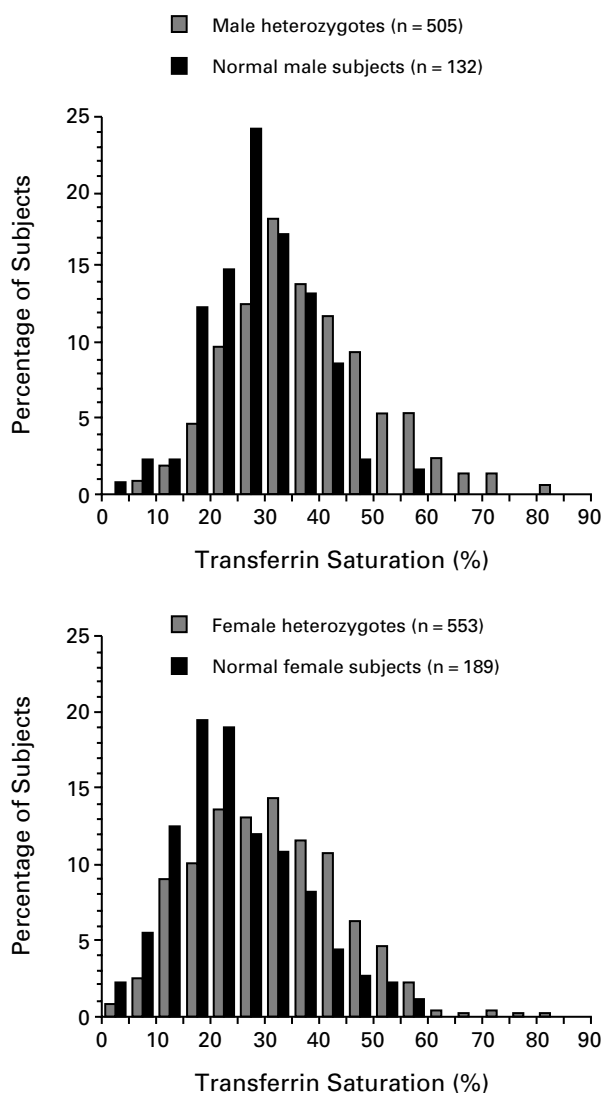 Male heterozygotes (n = 505)
Normal male subjects (n = 132)
25
20
15
10
5
0
Percentage of Subjects
0 10 20 30 40 50 60 70 80 90
Transferrin Saturation (%)
Female heterozygotes (n = 553)
Normal female subjects (n = 189)
25
20
15
10
5
0
Percentage of Subjects
0 10 20 30 40 50 60 70 80 90
Transferrin Saturation (%)